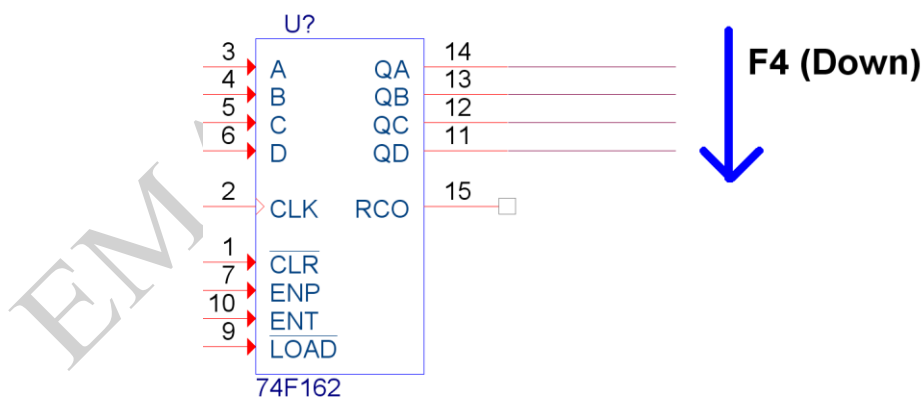 U?
3 A QA 14
4 B QB 13
5 C QC 12
6 D QD 11
2 CLK RCO 15
1 CLR
7 ENP
10 ENT
9 LOAD
74F162
F4 (Down)
EMA